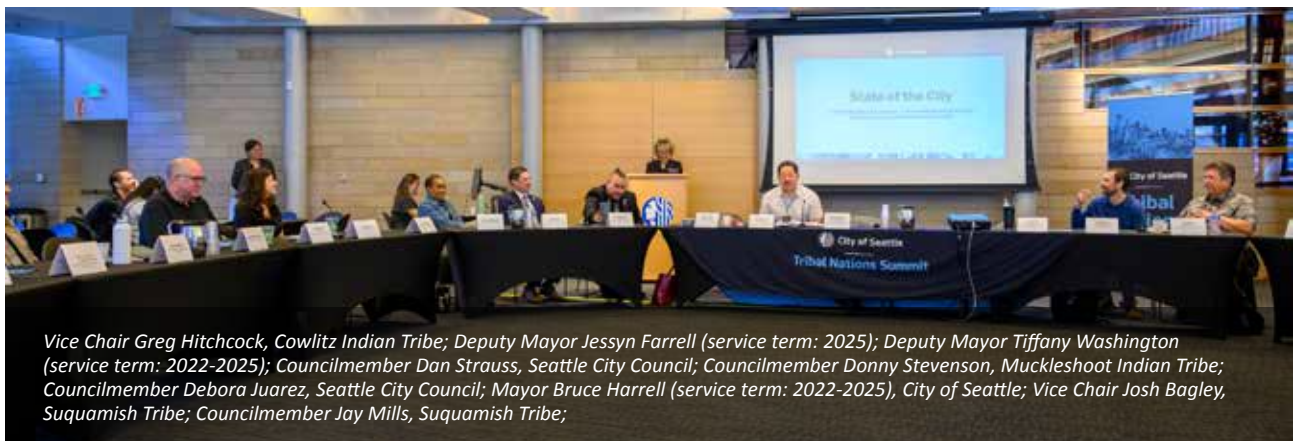 State of the City
City of Seattle
Tribal
City of Seattle
Tribal Nations Summit
Vice Chair Greg Hitchcock, Cowlitz Indian Tribe; Deputy Mayor Jessyn Farrell (service term: 2025); Deputy Mayor Tiffany Washington
(service term: 2022-2025); Councilmember Dan Strauss, Seattle City Council; Councilmember Donny Stevenson, Muckleshoot Indian Tribe;
Councilmember Debora Juarez, Seattle City Council; Mayor Bruce Harrell (service term: 2022-2025), City of Seattle; Vice Chair Josh Bagley,
Suquamish Tribe; Councilmember Jay Mills, Suquamish Tribe;